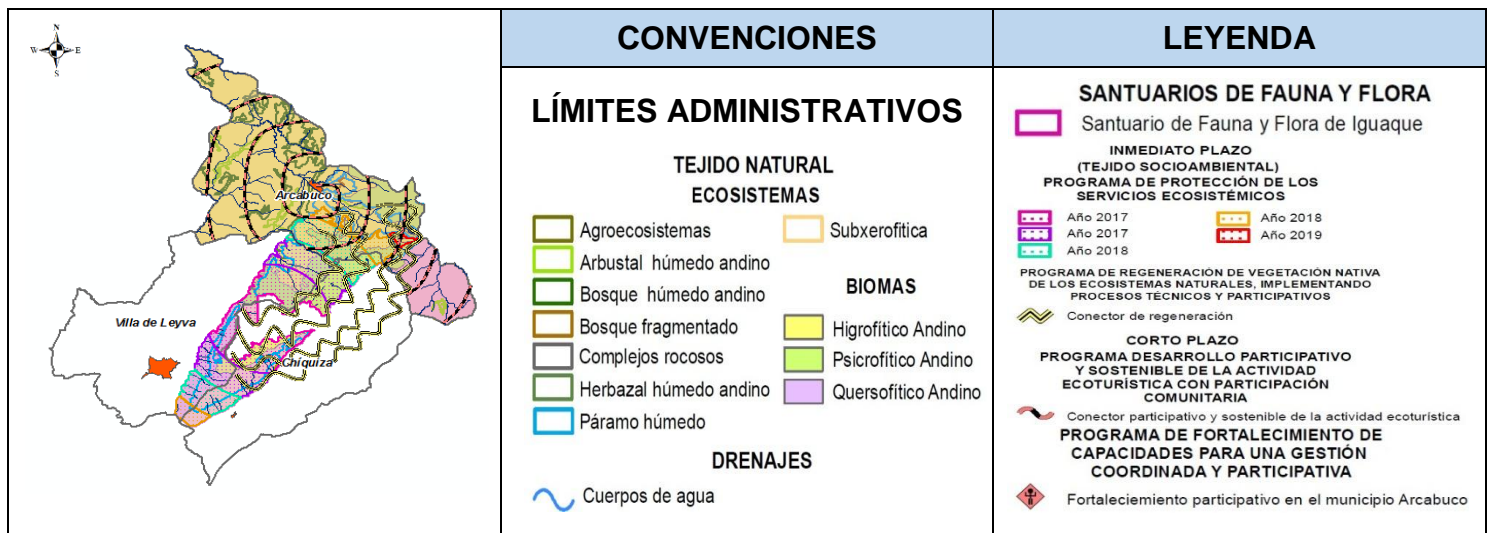 N
W E
S
Arcabuco
Villa de Leyva
Chíquiza
CONVENCIONES
LÍMITES ADMINISTRATIVOS
TEJIDO NATURAL
ECOSISTEMAS
Agroecosistemas
Arbustal húmedo andino
Bosque húmedo andino
Bosque fragmentado
Complejos rocosos
Herbazal húmedo andino
Páramo húmedo
Subxerofítica
BIOMAS
Higrofítico Andino
Psicrofítico Andino
Quersofítico Andino
DRENAJES
Cuerpos de agua
LEYENDA
SANTUARIOS DE FAUNA Y FLORA
Santuario de Fauna y Flora de Iguaque
INMEDIATO PLAZO
(TEJIDO SOCIOAMBIENTAL)
PROGRAMA DE PROTECCIÓN DE LOS
SERVICIOS ECOSISTÉMICOS
Año 2017
Año 2017
Año 2018
Año 2018
Año 2019
PROGRAMA DE REGENERACIÓN DE VEGETACIÓN NATIVA
DE LOS ECOSISTEMAS NATURALES, IMPLEMENTANDO
PROCESOS TÉCNICOS Y PARTICIPATIVOS
Conector de regeneración
CORTO PLAZO
PROGRAMA DESARROLLO PARTICIPATIVO
Y SOSTENIBLE DE LA ACTIVIDAD
ECOTURÍSTICA CON PARTICIPACIÓN
COMUNITARIA
Conector participativo y sostenible de la actividad ecoturística
PROGRAMA DE FORTALECIMIENTO DE
CAPACIDADES PARA UNA GESTIÓN
COORDINADA Y PARTICIPATIVA
Fortaleciemiento participativo en el municipio Arcabuco